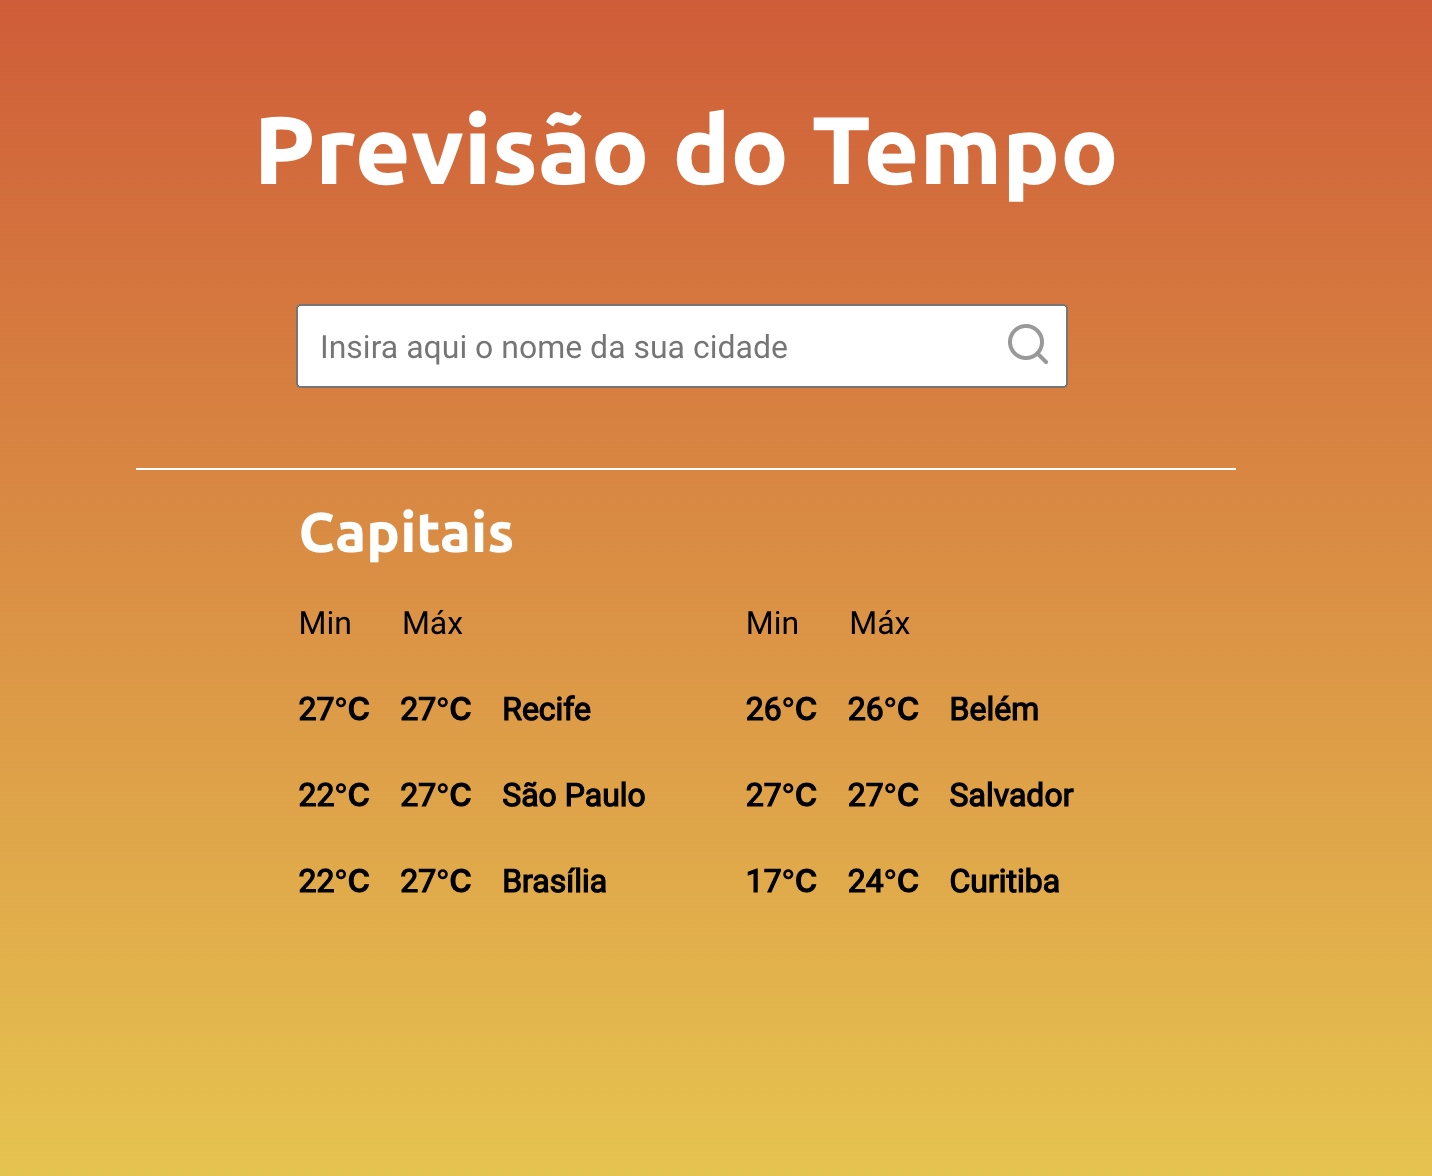 Previsão do Tempo
Insira aqui o nome da sua cidade
Capitais
Min Máx Min Máx
27°C 27°C Recife 26°C 26°C Belém
22°C 27°C São Paulo 27°C 27°C Salvador
22°C 27°C Brasília 17°C 24°C Curitiba